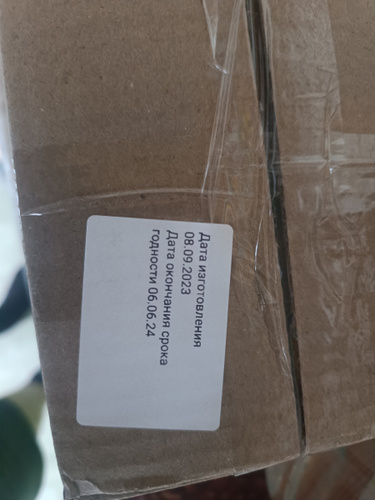 Дата изготовления
08.09.2023
Дата окончания срока
годности 06.06.24